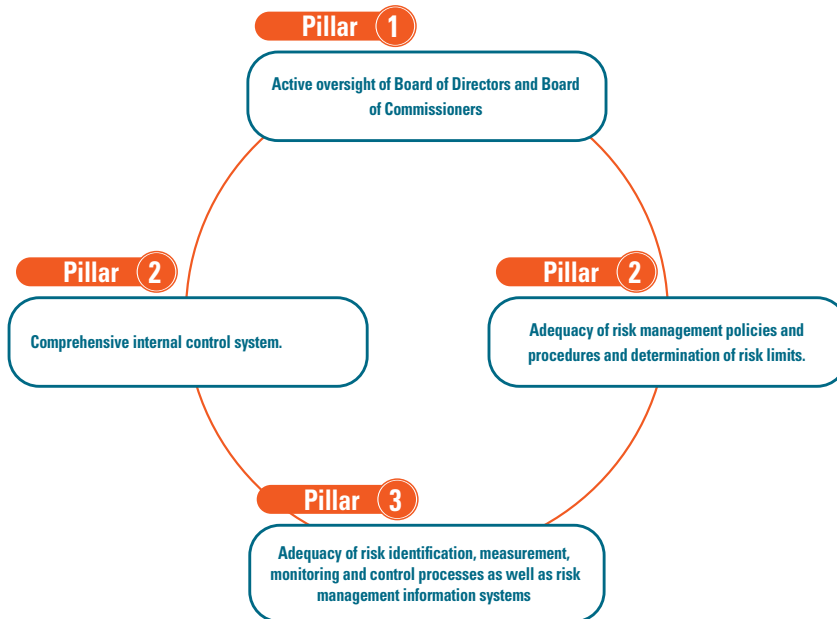 Pillar 1
Active oversight of Board of Directors and Board
of Commissioners
Pillar 2
Comprehensive internal control system.
Pillar 2
Adequacy of risk management policies and
procedures and determination of risk limits.
Pillar 3
Adequacy of risk identification, measurement,
monitoring and control processes as well as risk
management information systems